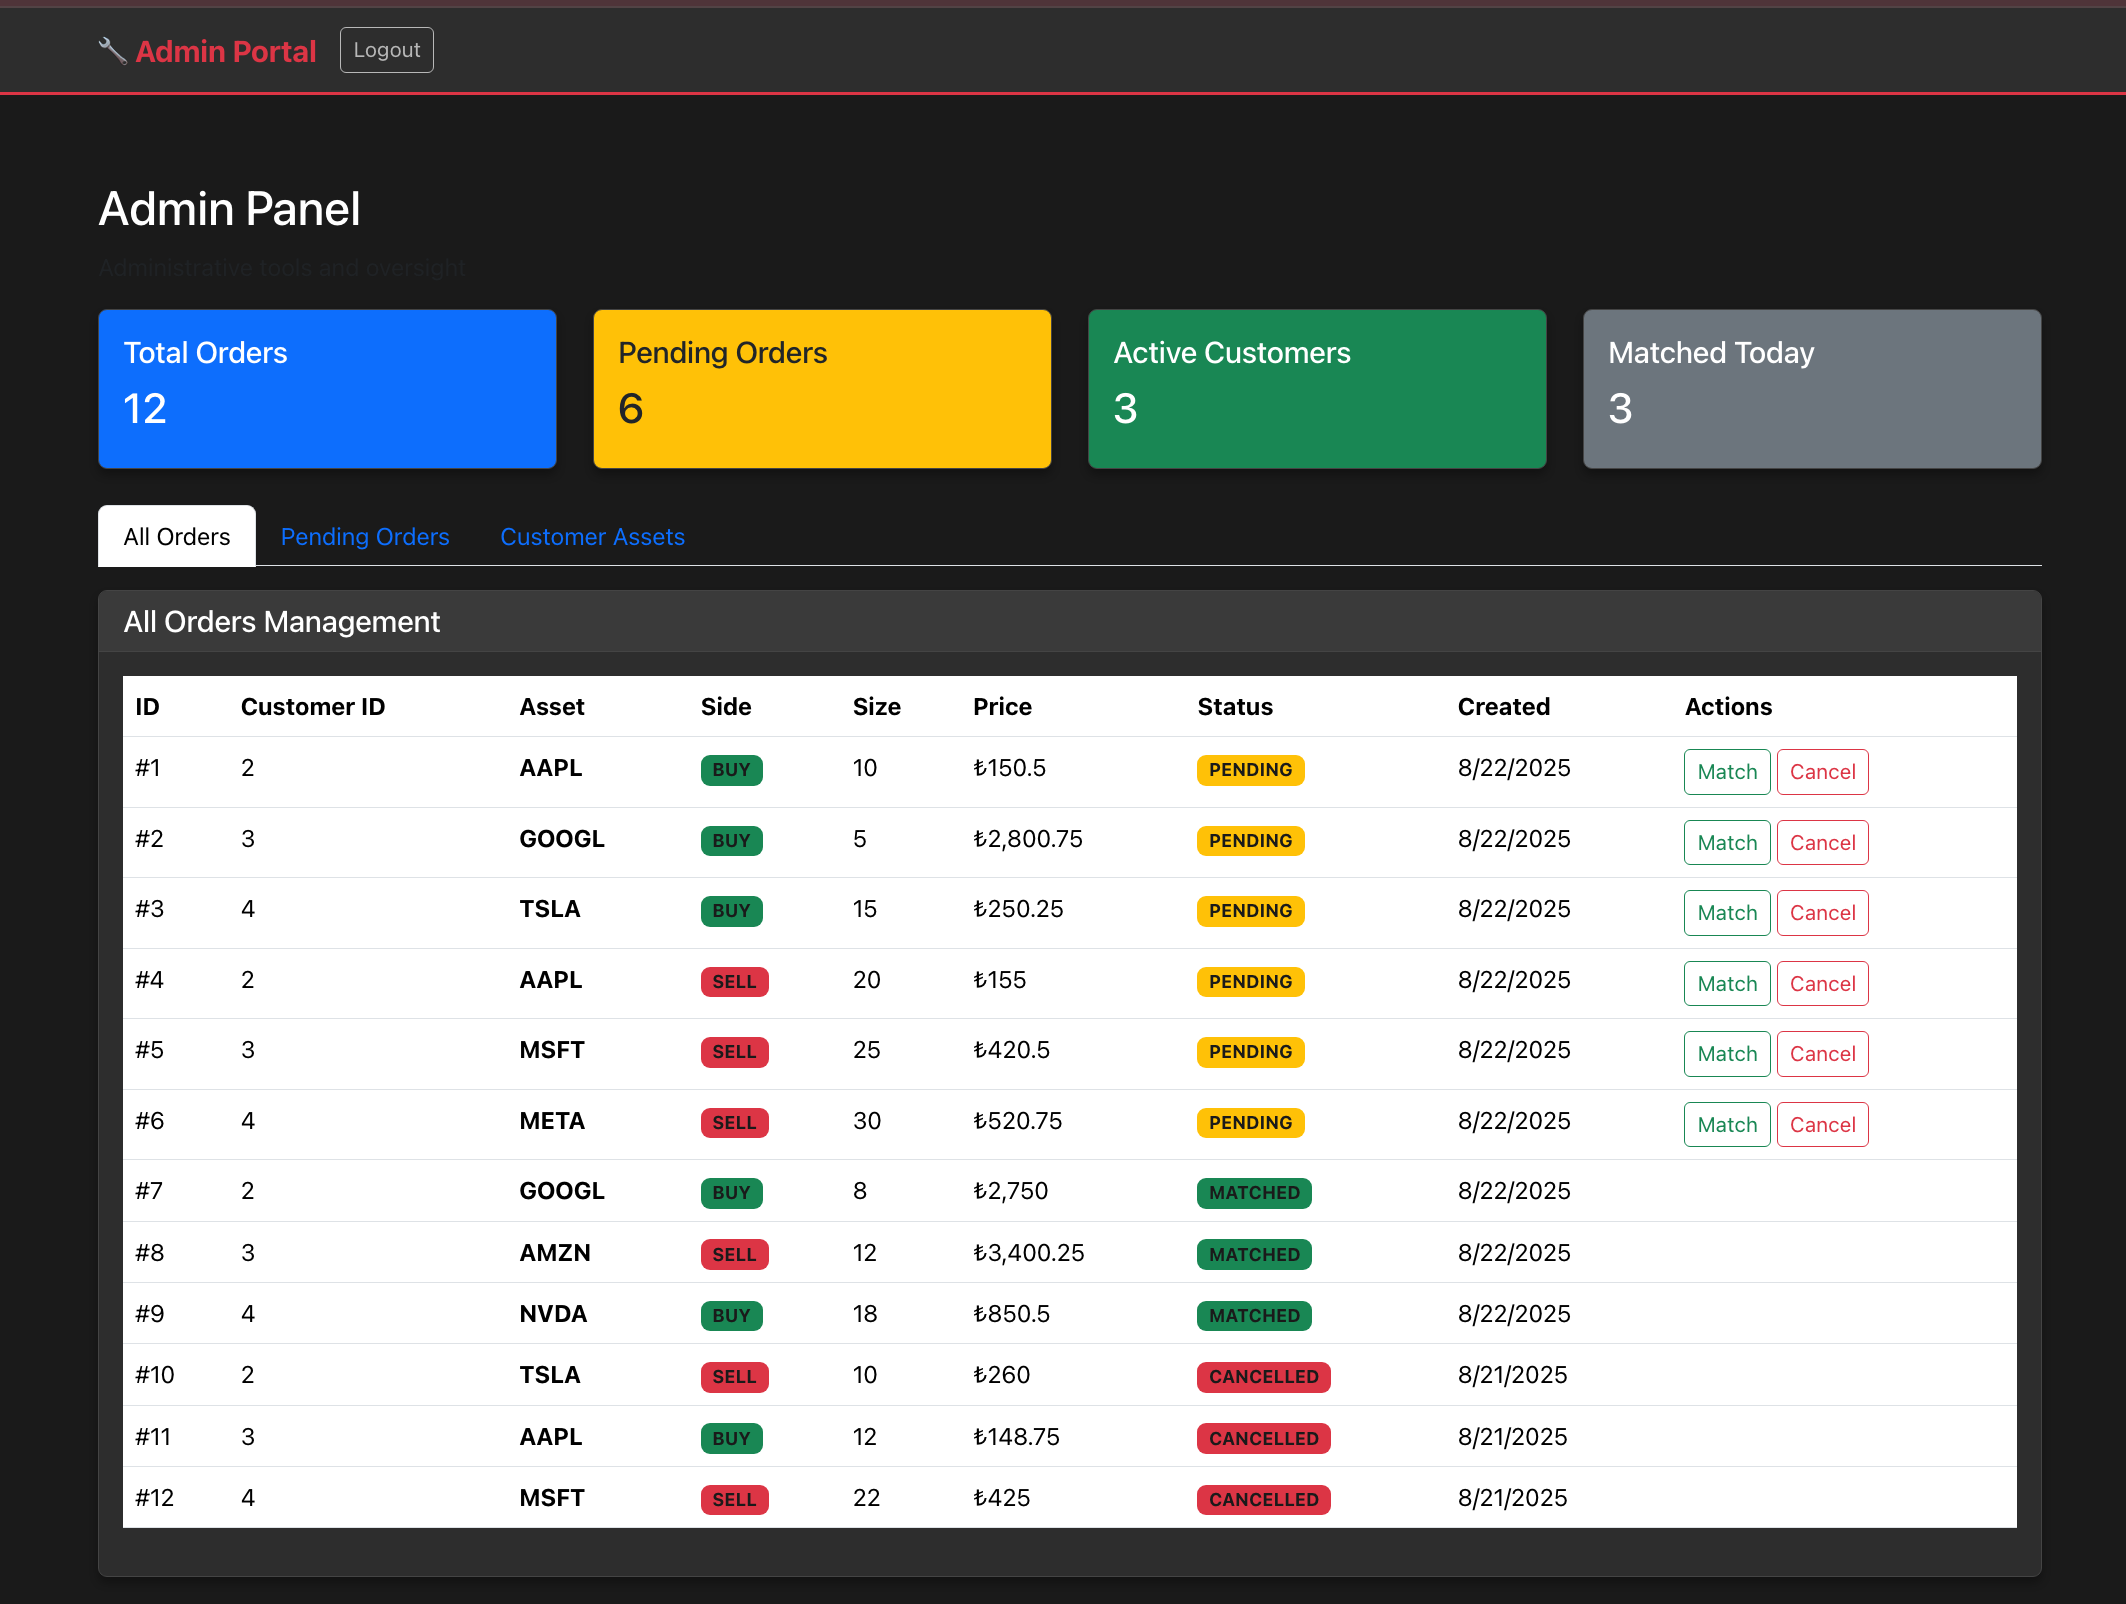 🔧 Admin Portal Logout
Admin Panel
Administrative tools and oversight
Total Orders
12
Pending Orders
6
Active Customers
3
Matched Today
3
All Orders Pending Orders Customer Assets
All Orders Management
ID Customer ID Asset Side Size Price Status Created Actions
#1 2 AAPL BUY 10 ₺150.5 PENDING 8/22/2025 Match Cancel
#2 3 GOOGL BUY 5 ₺2,800.75 PENDING 8/22/2025 Match Cancel
#3 4 TSLA BUY 15 ₺250.25 PENDING 8/22/2025 Match Cancel
#4 2 AAPL SELL 20 ₺155 PENDING 8/22/2025 Match Cancel
#5 3 MSFT SELL 25 ₺420.5 PENDING 8/22/2025 Match Cancel
#6 4 META SELL 30 ₺520.75 PENDING 8/22/2025 Match Cancel
#7 2 GOOGL BUY 8 ₺2,750 MATCHED 8/22/2025
#8 3 AMZN SELL 12 ₺3,400.25 MATCHED 8/22/2025
#9 4 NVDA BUY 18 ₺850.5 MATCHED 8/22/2025
#10 2 TSLA SELL 10 ₺260 CANCELLED 8/21/2025
#11 3 AAPL BUY 12 ₺148.75 CANCELLED 8/21/2025
#12 4 MSFT SELL 22 ₺425 CANCELLED 8/21/2025